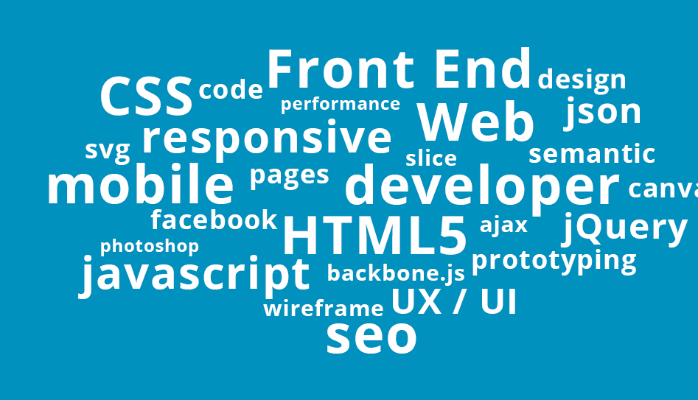 Front End
CSS code design
performance
Web json
responsive
svg slice semantic
mobile pages developer canva
facebook HTML5 ajax jQuery
photoshop
javascript backbone.js prototyping
wireframe UX / UI
seo